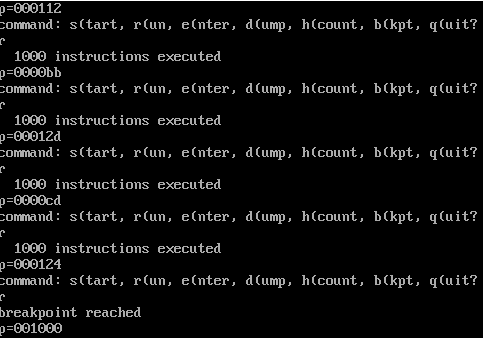 p=000112
command: s(tart, r(un, e(nter, d(ump, h(count, b(kpt, q(uit?
r
  1000 instructions executed
p=0000bb
command: s(tart, r(un, e(nter, d(ump, h(count, b(kpt, q(uit?
r
  1000 instructions executed
p=00012d
command: s(tart, r(un, e(nter, d(ump, h(count, b(kpt, q(uit?
r
  1000 instructions executed
p=0000cd
command: s(tart, r(un, e(nter, d(ump, h(count, b(kpt, q(uit?
r
  1000 instructions executed
p=000124
command: s(tart, r(un, e(nter, d(ump, h(count, b(kpt, q(uit?
r
breakpoint reached
p=001000